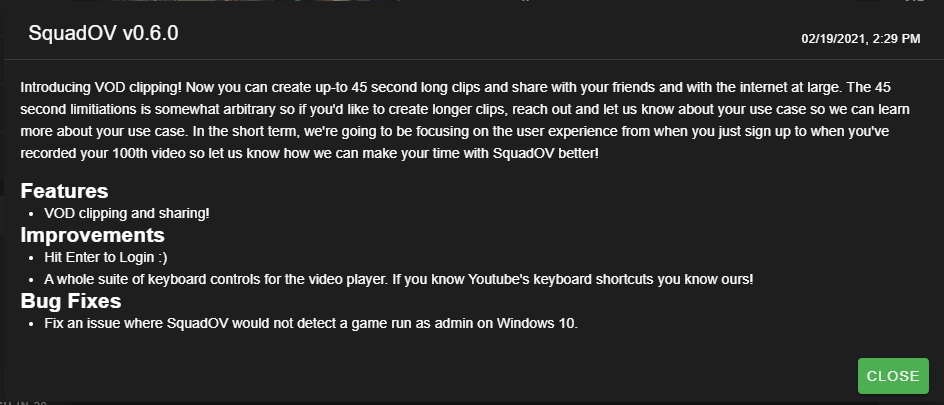 SquadOV v0.6.0
02/19/2021, 2:29 PM
Introducing VOD clipping! Now you can create up-to 45 second long clips and share with your friends and with the internet at large. The 45
second limitiations is somewhat arbitrary so if you'd like to create longer clips, reach out and let us know about your use case so we can learn
more about your use case. In the short term, we're going to be focusing on the user experience from when you just sign up to when you've
recorded your 100th video so let us know how we can make your time with SquadOV better!
Features
• VOD clipping and sharing!
Improvements
• Hit Enter to Login :)
• A whole suite of keyboard controls for the video player. If you know Youtube's keyboard shortcuts you know ours!
Bug Fixes
• Fix an issue where SquadOV would not detect a game run as admin on Windows 10.
CLOSE